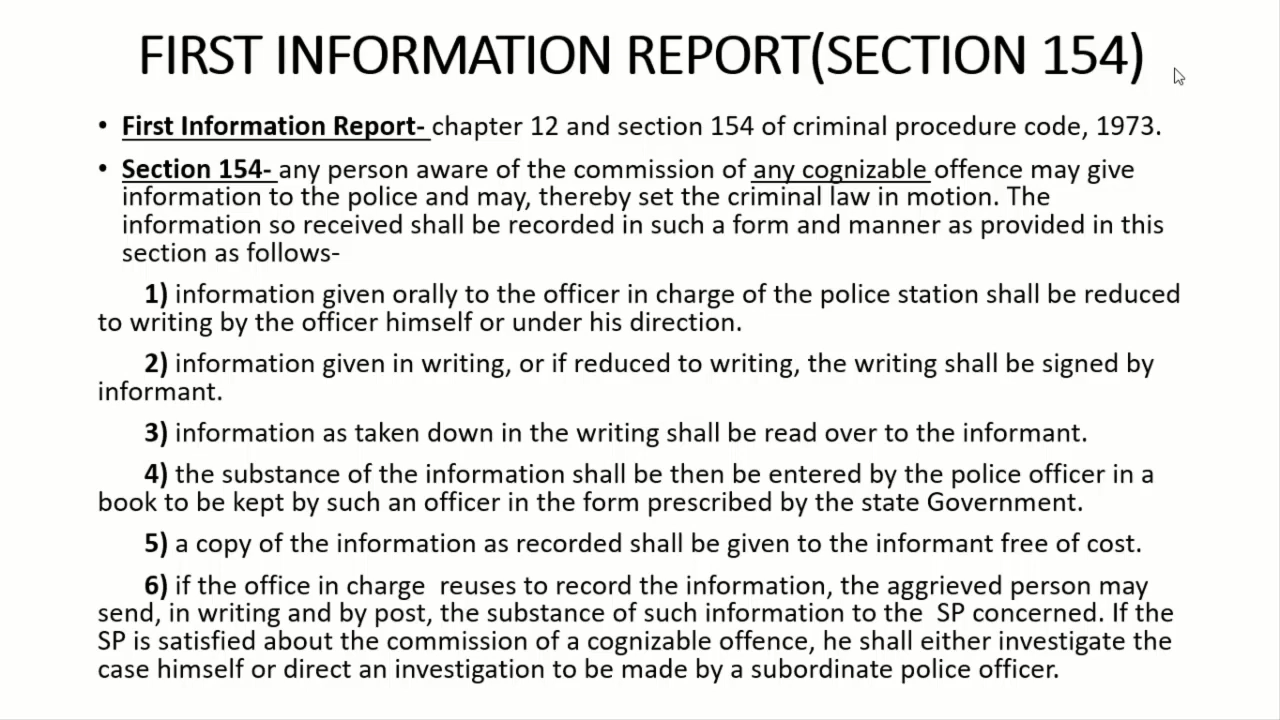 FIRST INFORMATION REPORT(SECTION 154)
• First Information Report- chapter 12 and section 154 of criminal procedure code, 1973.
• Section 154- any person aware of the commission of any cognizable offence may give
information to the police and may, thereby set the criminal law in motion. The
information so received shall be recorded in such a form and manner as provided in this
section as follows-
1) information given orally to the officer in charge of the police station shall be reduced
to writing by the officer himself or under his direction.
2) information given in writing, or if reduced to writing, the writing shall be signed by
informant.
3) information as taken down in the writing shall be read over to the informant.
4) the substance of the information shall be then be entered by the police officer in a
book to be kept by such an officer in the form prescribed by the state Government.
5) a copy of the information as recorded shall be given to the informant free of cost.
6) if the office in charge  reuses to record the information, the aggrieved person may
send, in writing and by post, the substance of such information to the  SP concerned. If the
SP is satisfied about the commission of a cognizable offence, he shall either investigate the
case himself or direct an investigation to be made by a subordinate police officer.